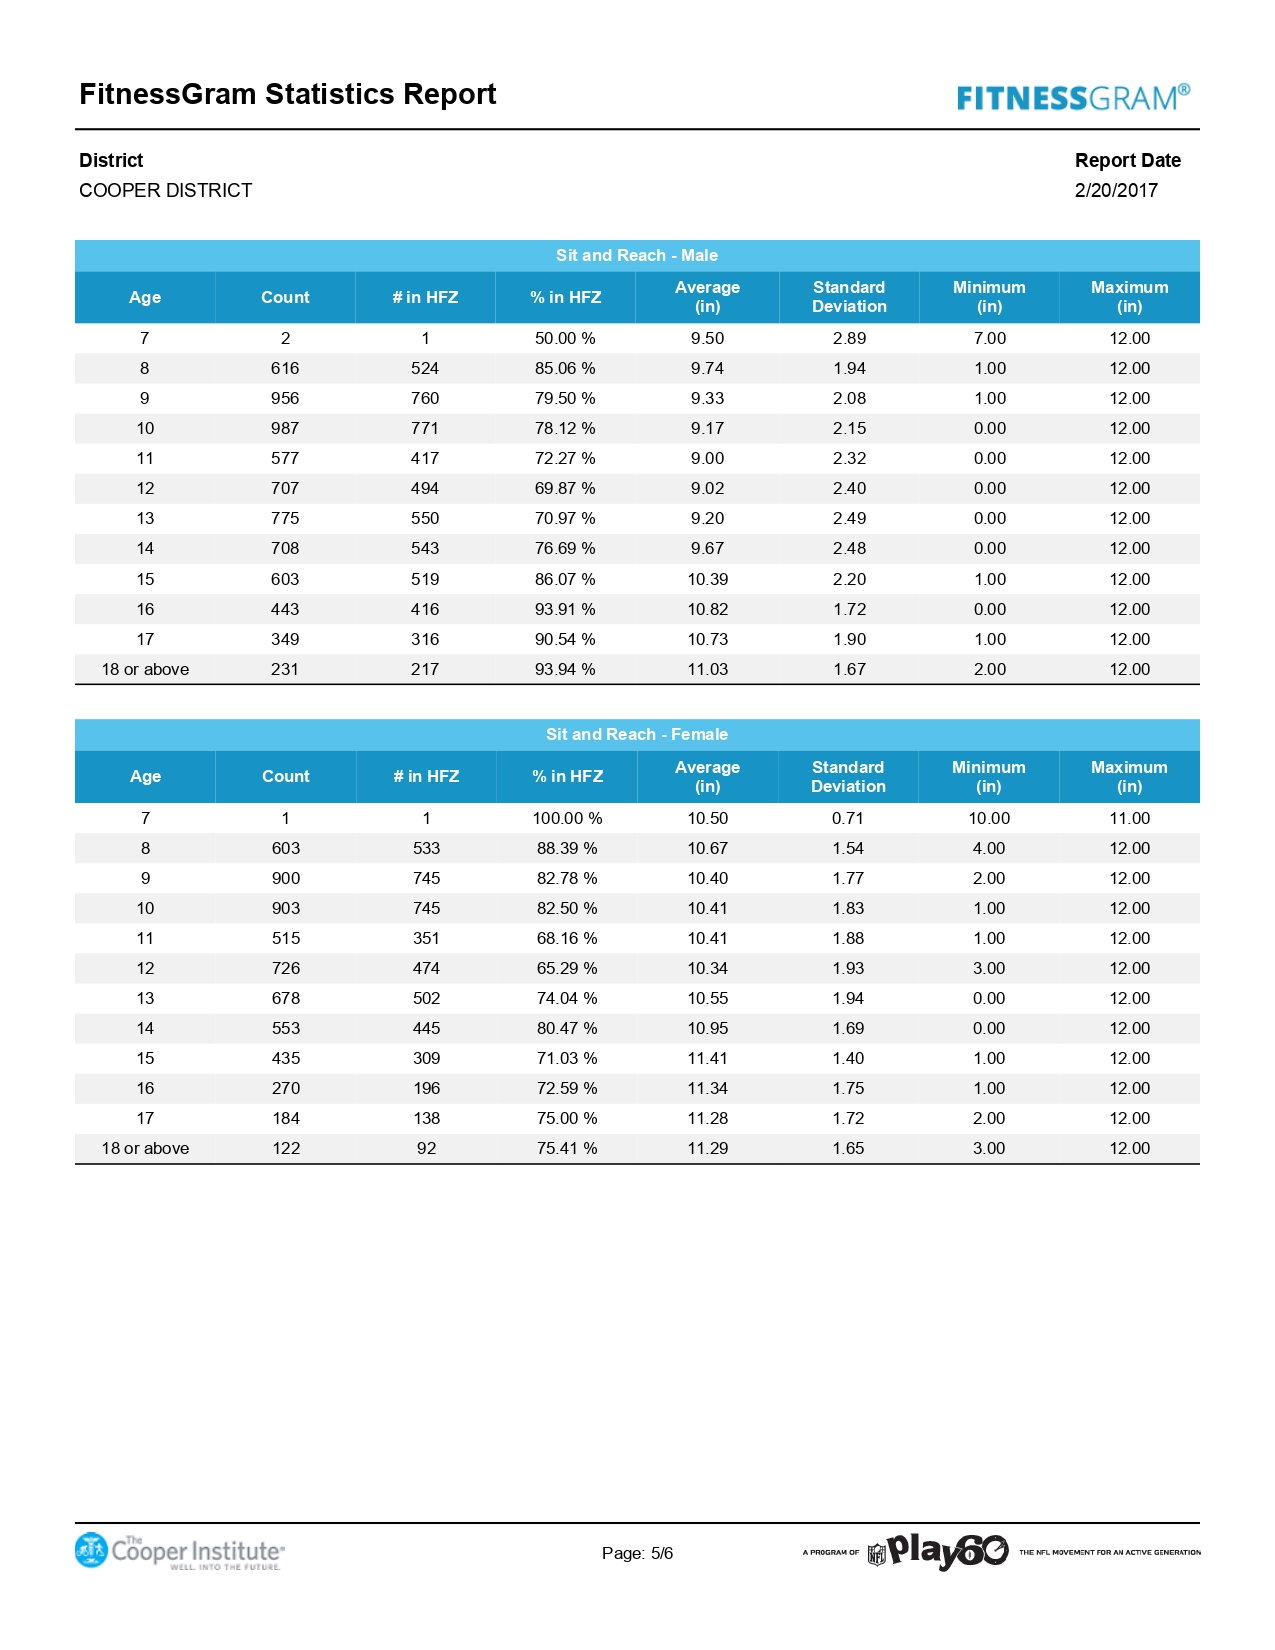 FitnessGram Statistics Report
FITNESSGRAM®
District
Report Date
COOPER DISTRICT
2/20/2017
Sit and Reach - Male
Age Count # in HFZ % in HFZ Average (in) Standard Deviation Minimum (in) Maximum (in)
7 2 1 50.00 % 9.50 2.89 7.00 12.00
8 616 524 85.06 % 9.74 1.94 1.00 12.00
9 956 760 79.50 % 9.33 2.08 1.00 12.00
10 987 771 78.12 % 9.17 2.15 0.00 12.00
11 577 417 72.27 % 9.00 2.32 0.00 12.00
12 707 494 69.87 % 9.02 2.40 0.00 12.00
13 775 550 70.97 % 9.20 2.49 0.00 12.00
14 708 543 76.69 % 9.67 2.48 0.00 12.00
15 603 519 86.07 % 10.39 2.20 1.00 12.00
16 443 416 93.91 % 10.82 1.72 0.00 12.00
17 349 316 90.54 % 10.73 1.90 1.00 12.00
18 or above 231 217 93.94 % 11.03 1.67 2.00 12.00
Sit and Reach - Female
Age Count # in HFZ % in HFZ Average (in) Standard Deviation Minimum (in) Maximum (in)
7 1 1 100.00 % 10.50 0.71 10.00 11.00
8 603 533 88.39 % 10.67 1.54 4.00 12.00
9 900 745 82.78 % 10.40 1.77 2.00 12.00
10 903 745 82.50 % 10.41 1.83 1.00 12.00
11 515 351 68.16 % 10.41 1.88 1.00 12.00
12 726 474 65.29 % 10.34 1.93 3.00 12.00
13 678 502 74.04 % 10.55 1.94 0.00 12.00
14 553 445 80.47 % 10.95 1.69 0.00 12.00
15 435 309 71.03 % 11.41 1.40 1.00 12.00
16 270 196 72.59 % 11.34 1.75 1.00 12.00
17 184 138 75.00 % 11.28 1.72 2.00 12.00
18 or above 122 92 75.41 % 11.29 1.65 3.00 12.00
The
Cooper Institute®
WELL. INTO THE FUTURE.
Page: 5/6
A PROGRAM OF NFL play60 THE NFL MOVEMENT FOR AN ACTIVE GENERATION